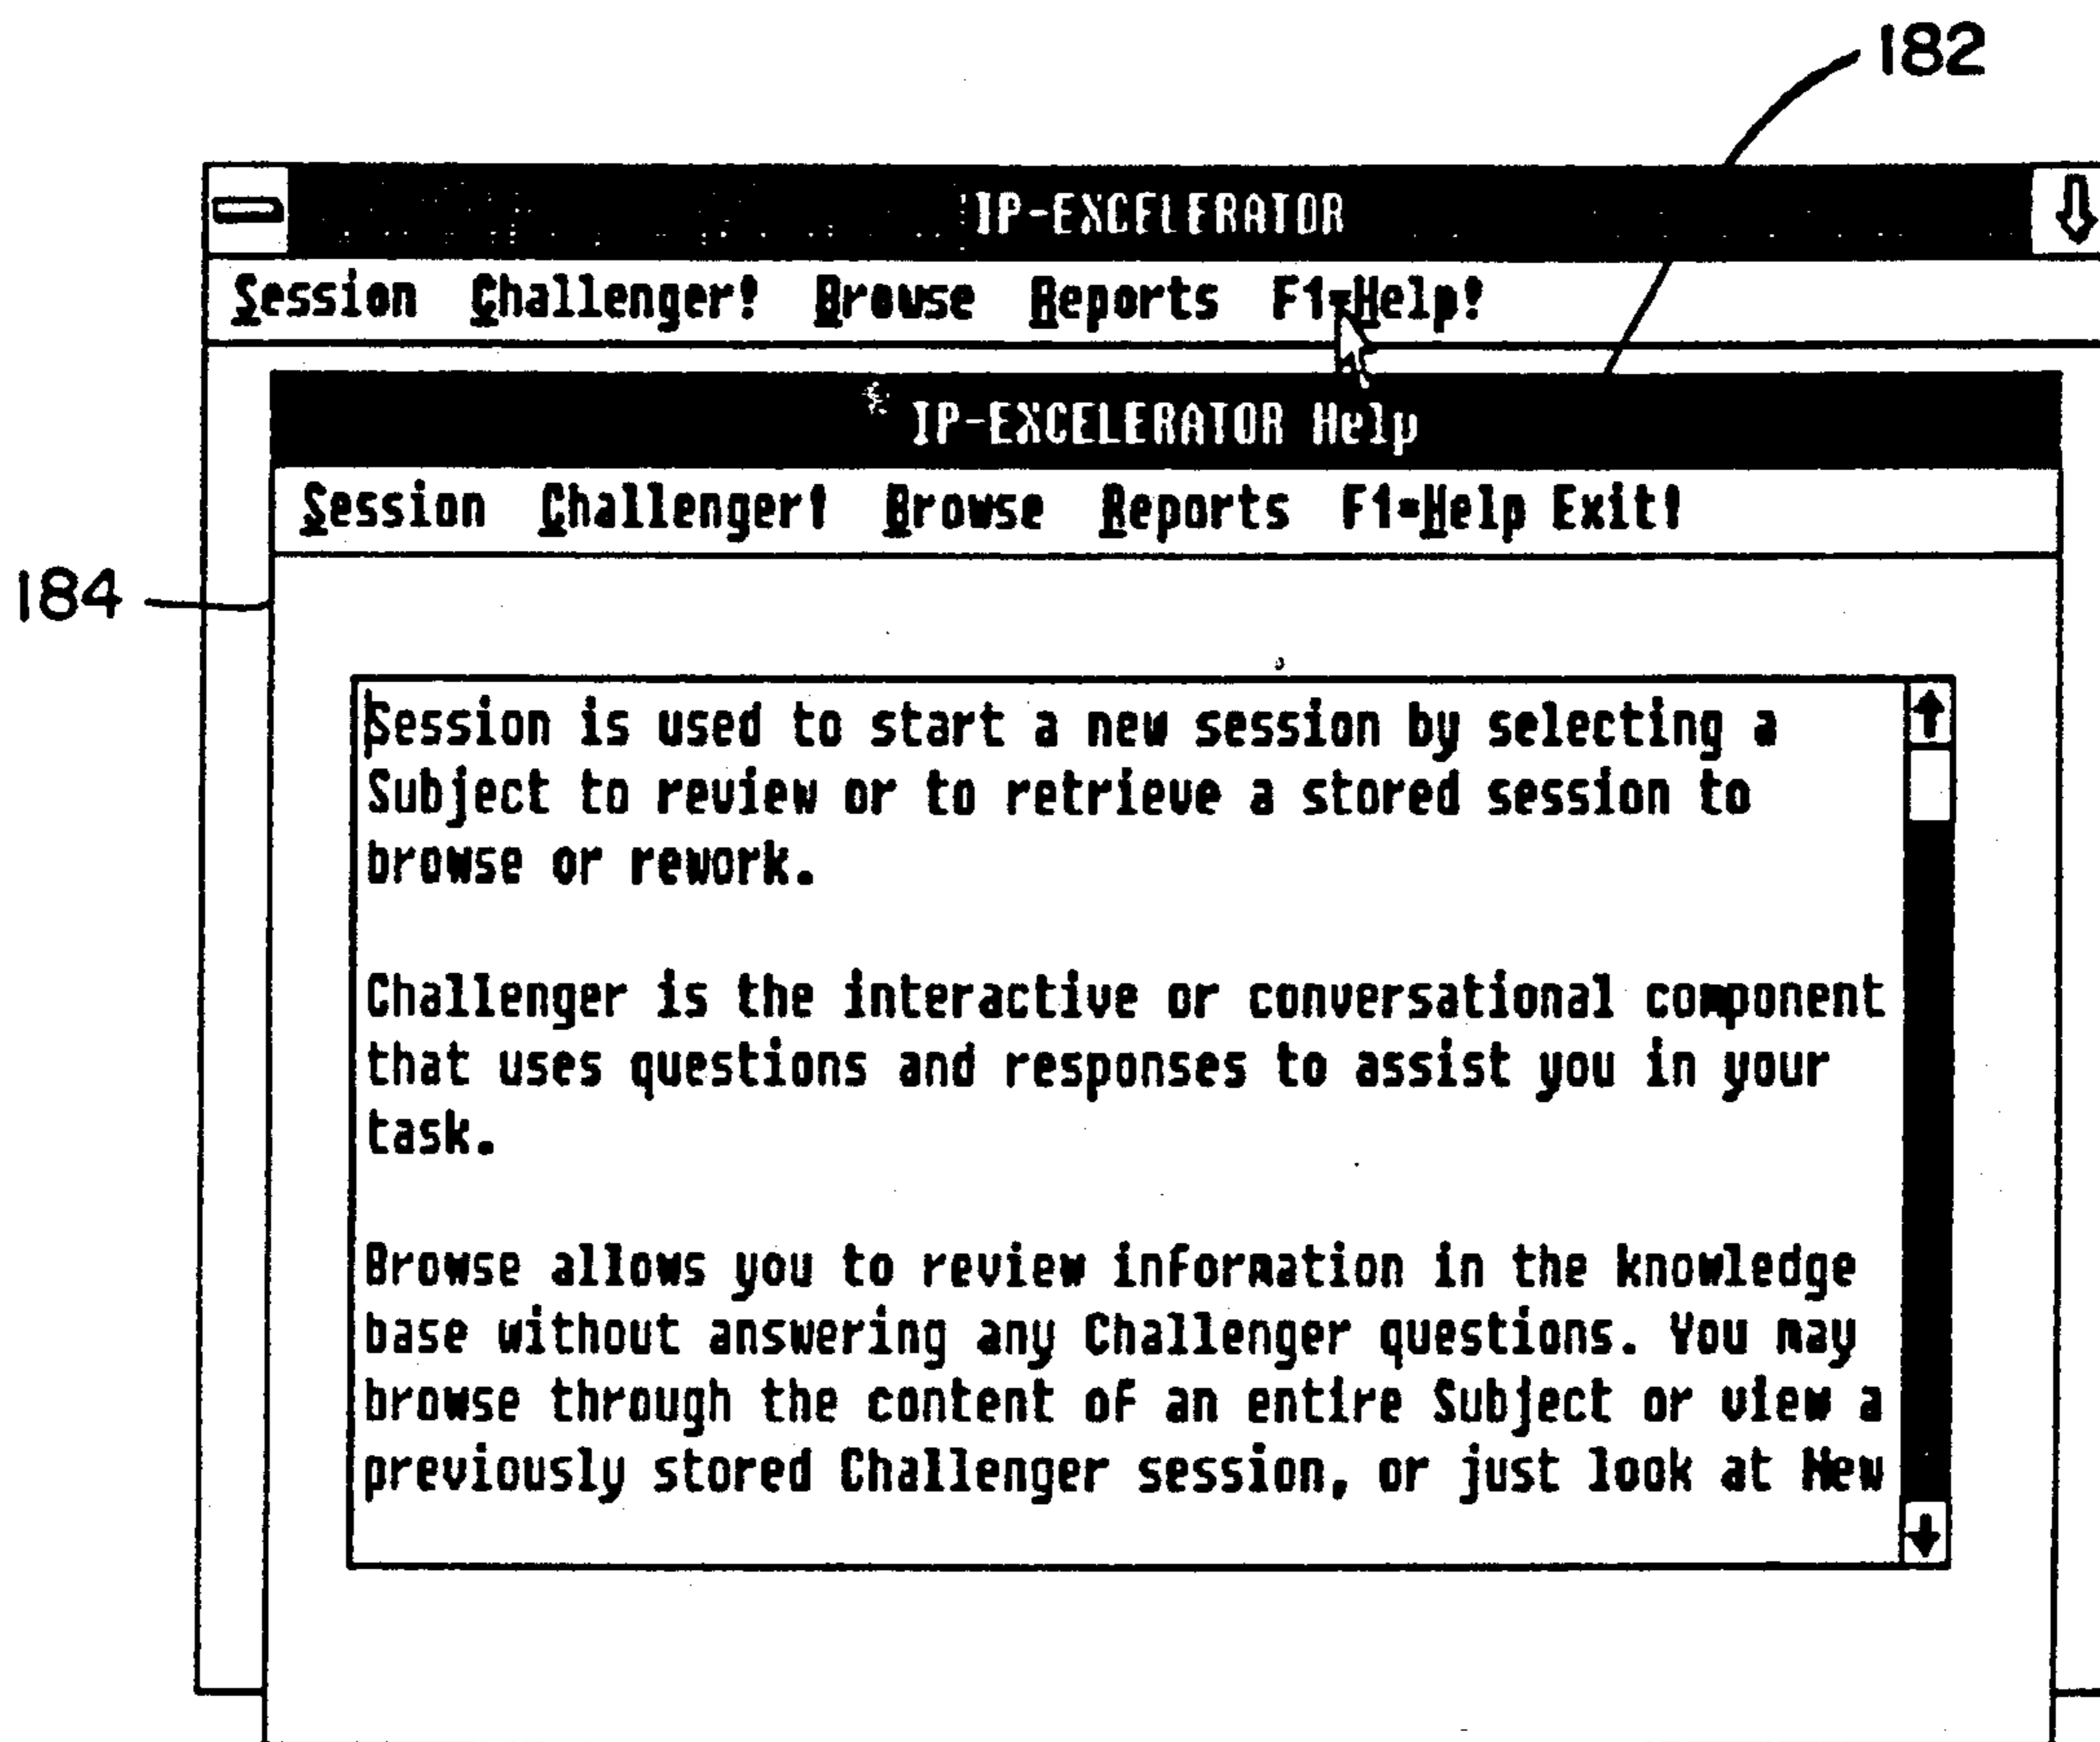 182
IP-EXCELERATOR
Session Challenger! Browse Reports F1=Help!
IP-EXCELERATOR Help
Session Challenger! Browse Reports F1=Help Exit!
184
Session is used to start a new session by selecting a
Subject to review or to retrieve a stored session to
browse or rework.
Challenger is the interactive or conversational component
that uses questions and responses to assist you in your
task.
Browse allows you to review information in the knowledge
base without answering any Challenger questions. You may
browse through the content of an entire Subject or view a
previously stored Challenger session, or just look at New